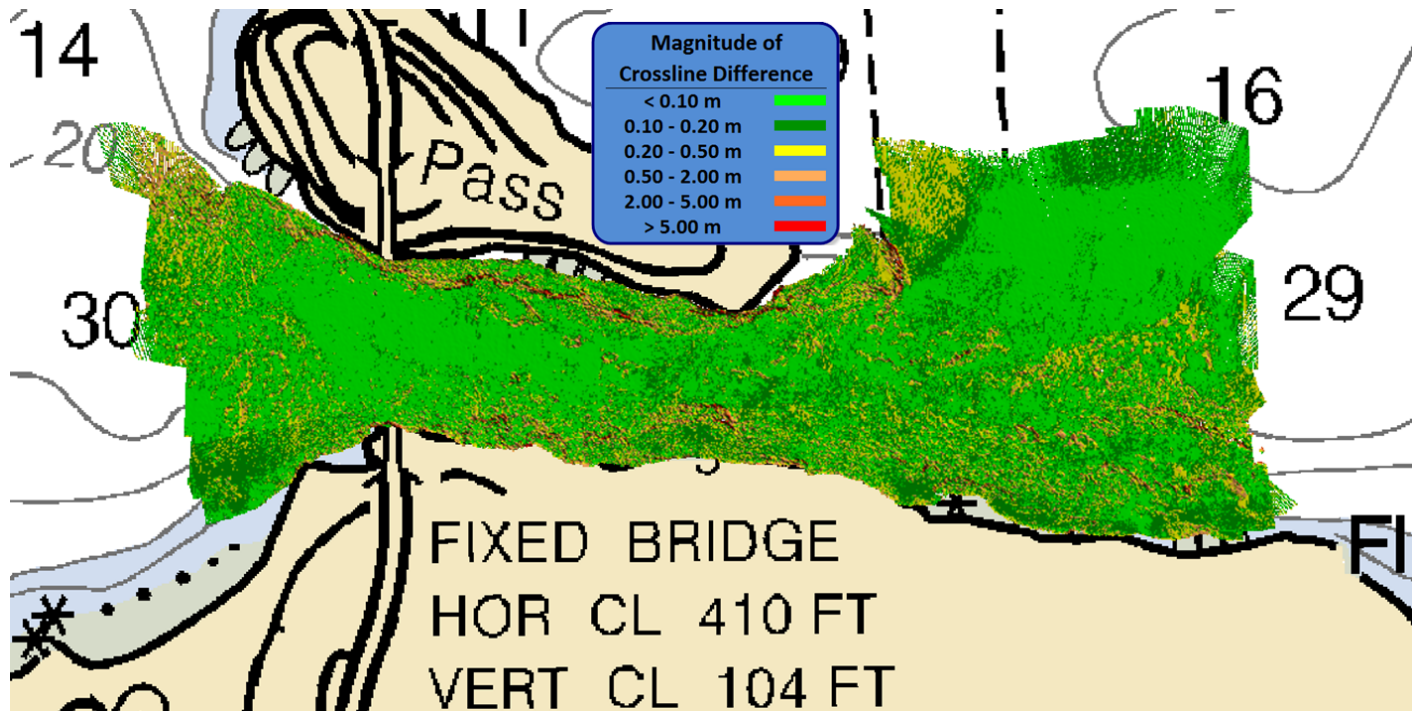 14
Magnitude of
Crossline Difference
< 0.10 m
0.10 - 0.20 m
0.20 - 0.50 m
0.50 - 2.00 m
2.00 - 5.00 m
> 5.00 m
16
20
Pass
30
29
FIXED BRIDGE
HOR CL 410 FT
VERT CL 104 FT